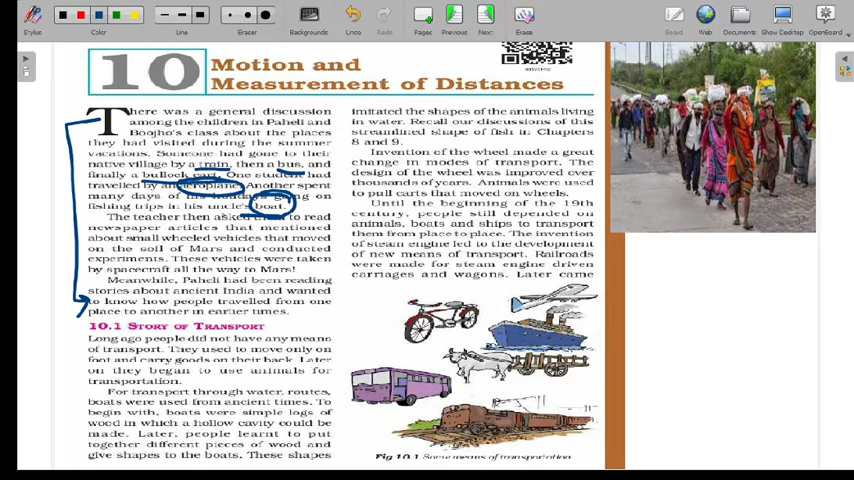 Stylus
Color
Line
Eraser
Backgrounds
Undo
Redo
Pages
Previous
Next
Erase
Board
Web
Documents
Show Desktop
OpenBoard
10
Motion and
Measurement of Distances
There was a general discussion
among the children in Paheli and
Boojho's class about the places
they had visited during the summer
vacations. Someone had gone to their
native village by a train, then a bus, and
finally a bullock cart. One student had
travelled by an aeroplane. Another spent
many days of his holidays going on
fishing trips in his uncle's boat.
The teacher then asked them to read
newspaper articles that mentioned
about small wheeled vehicles that moved
on the soil of Mars and conducted
experiments. These vehicles were taken
by spacecraft all the way to Mars!
Meanwhile, Paheli had been reading
stories about ancient India and wanted
to know how people travelled from one
place to another in earlier times.
10.1 STORY OF TRANSPORT
Long ago people did not have any means
of transport. They used to move only on
foot and carry goods on their back. Later
on they began to use animals for
transportation.
For transport through water, routes,
boats were used from ancient times. To
begin with, boats were simple logs of
wood in which a hollow cavity could be
made. Later, people learnt to put
together different pieces of wood and
give shapes to the boats. These shapes
imitated the shapes of the animals living
in water. Recall our discussions of this
streamlined shape of fish in Chapters
8 and 9.
Invention of the wheel made a great
change in modes of transport. The
design of the wheel was improved over
thousands of years. Animals were used
to pull carts that moved on wheels.
Until the beginning of the 19th
century, people still depended on
animals, boats and ships to transport
them from place to place. The invention
of steam engine led to the development
of new means of transport. Railroads
were made for steam engine driven
carriages and wagons. Later came
Fig 10.1 Some means of transportation